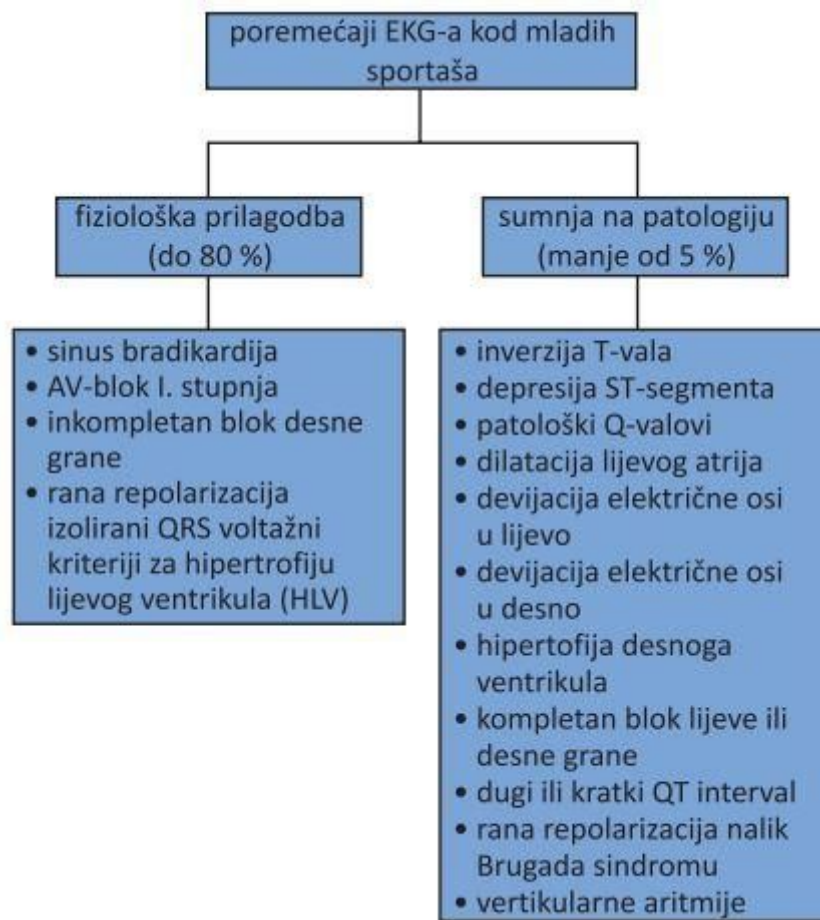 poremećaji EKG-a kod mladih
sportaša
fiziološka prilagodba
(do 80 %)
• sinus bradikardija
• AV-blok I. stupnja
• inkompletan blok desne
grane
• rana repolarizacija
izolirani QRS voltažni
kriteriji za hipertrofiju
lijevog ventrikula (HLV)
sumnja na patologiju
(manje od 5 %)
• inverzija T-vala
• depresija ST-segmenta
• patološki Q-valovi
• dilatacija lijevog atrija
• devijacija električne osi
u lijevo
• devijacija električne osi
u desno
• hipertofija desnoga
ventrikula
• kompletan blok lijeve ili
desne grane
• dugi ili kratki QT interval
• rana repolarizacija nalik
Brugada sindromu
• vertikularne aritmije